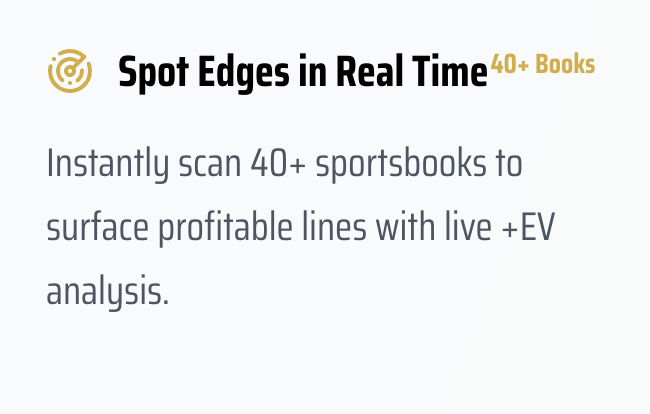 Spot Edges in Real Time 40+ Books
Instantly scan 40+ sportsbooks to
surface profitable lines with live +EV
analysis.